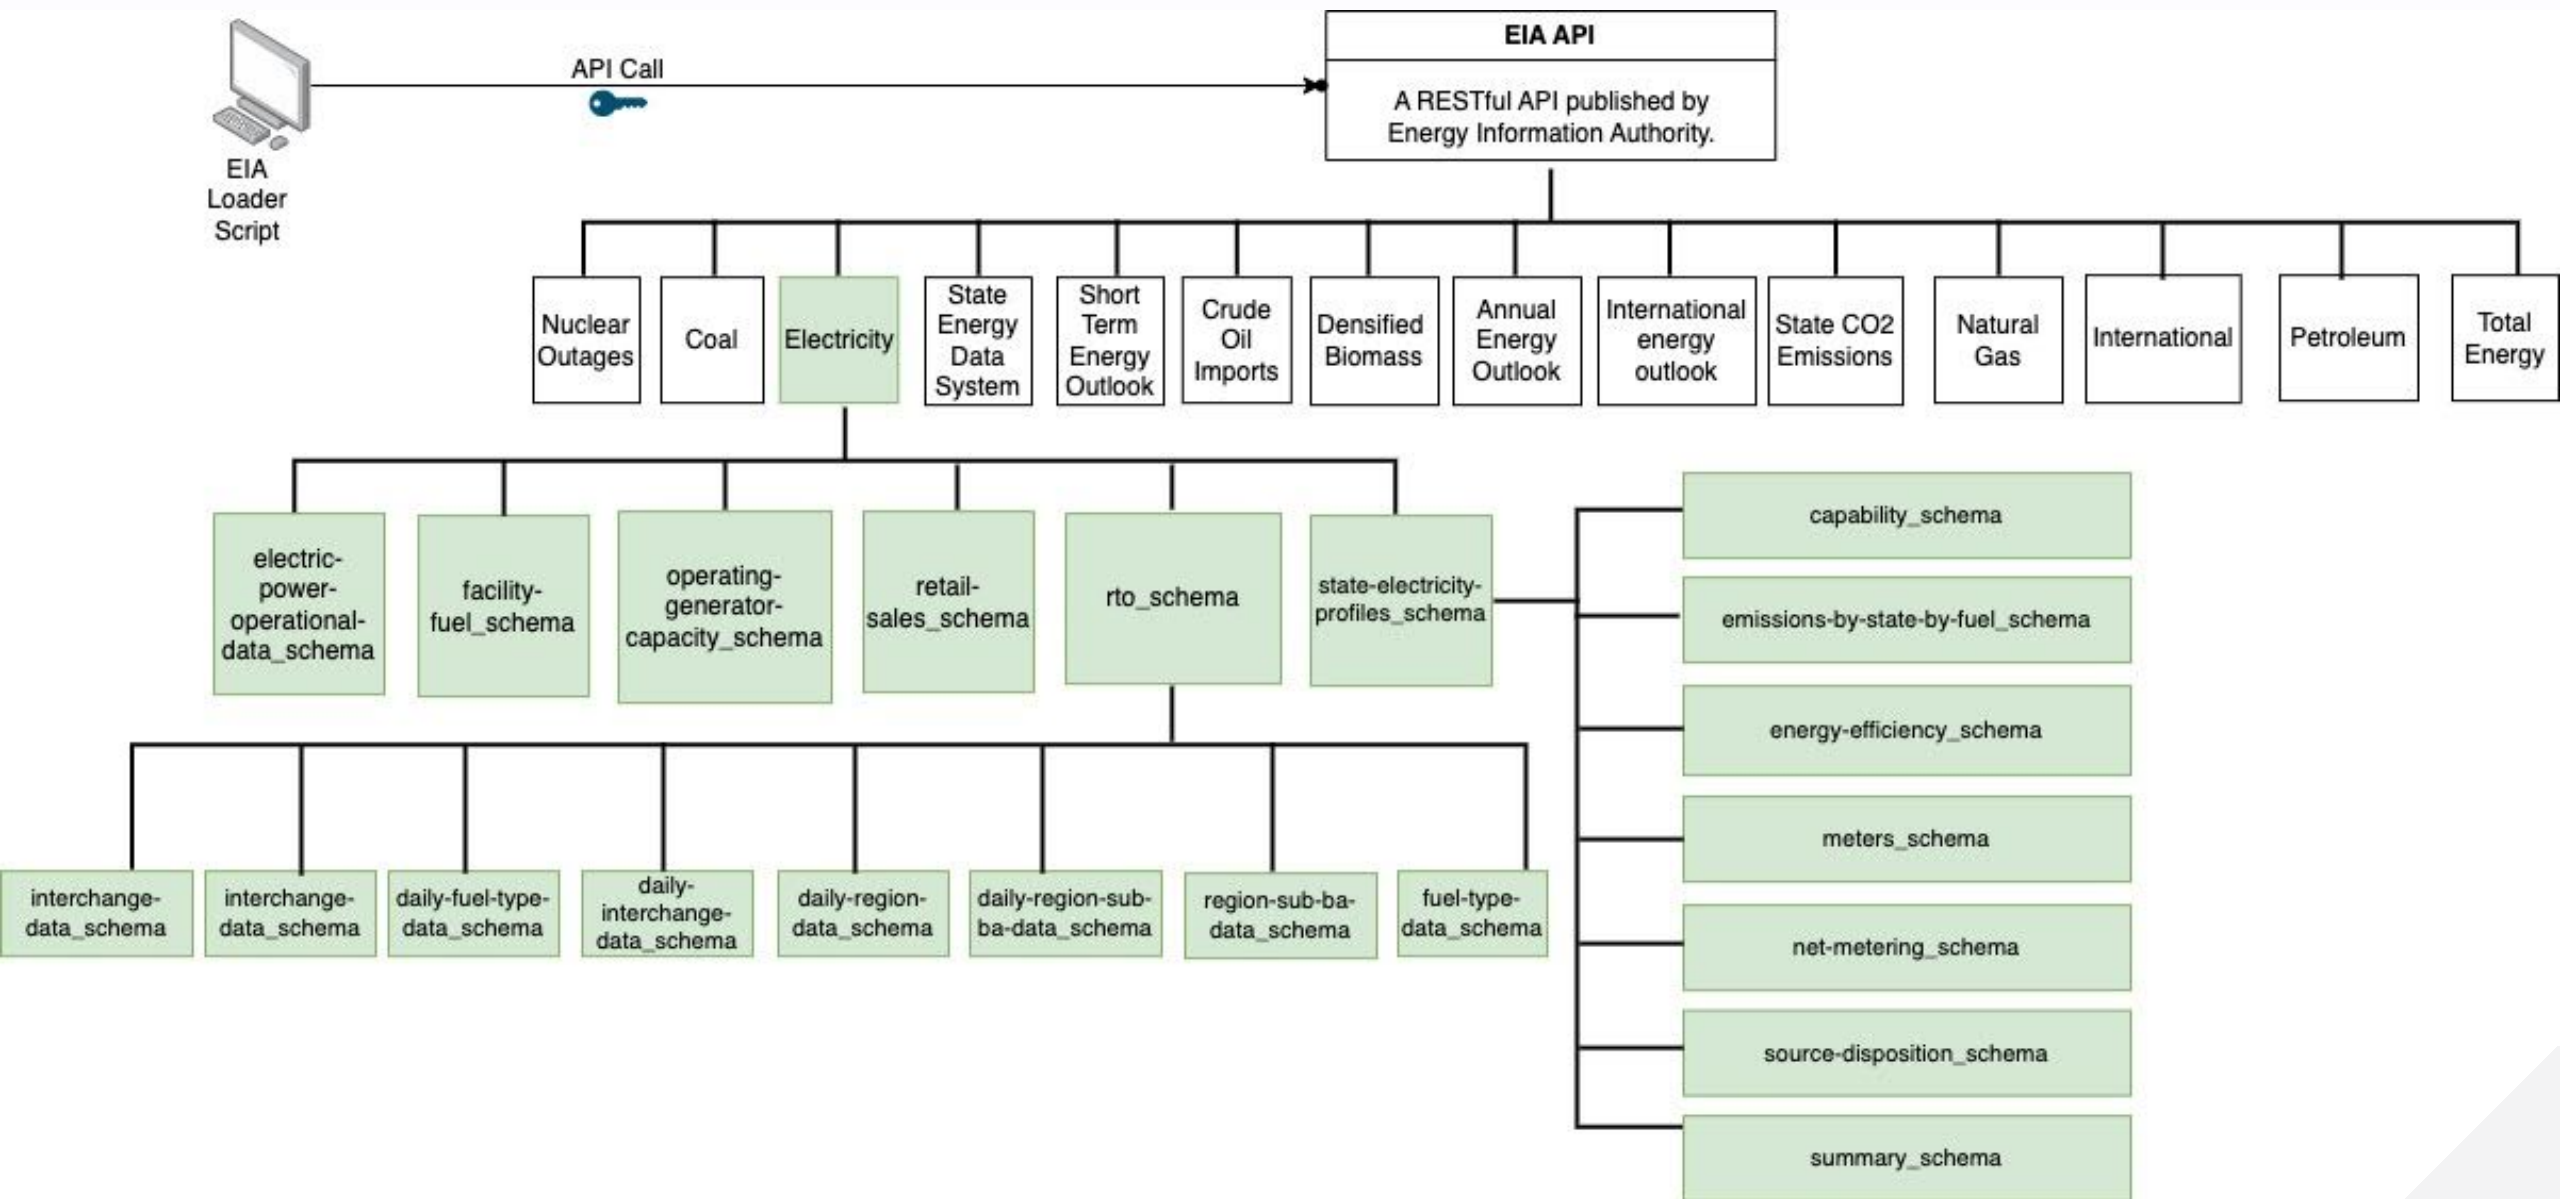 API Call
EIA API
A RESTful API published by
Energy Information Authority.
EIA
Loader
Script
Nuclear
Outages
Coal
Electricity
State
Energy
Data
System
Short
Term
Energy
Outlook
Crude
Oil
Imports
Densified
Biomass
Annual
Energy
Outlook
International
energy
outlook
State CO2
Emissions
Natural
Gas
International
Petroleum
Total
Energy
electric-
power-
operational-
data_schema
facility-
fuel_schema
operating-
generator-
capacity_schema
retail-
sales_schema
rto_schema
state-electricity-
profiles_schema
capability_schema
emissions-by-state-by-fuel_schema
energy-efficiency_schema
meters_schema
net-metering_schema
source-disposition_schema
summary_schema
interchange-
data_schema
interchange-
data_schema
daily-fuel-type-
data_schema
daily-
interchange-
data_schema
daily-region-
data_schema
daily-region-sub-
ba-data_schema
region-sub-ba-
data_schema
fuel-type-
data_schema